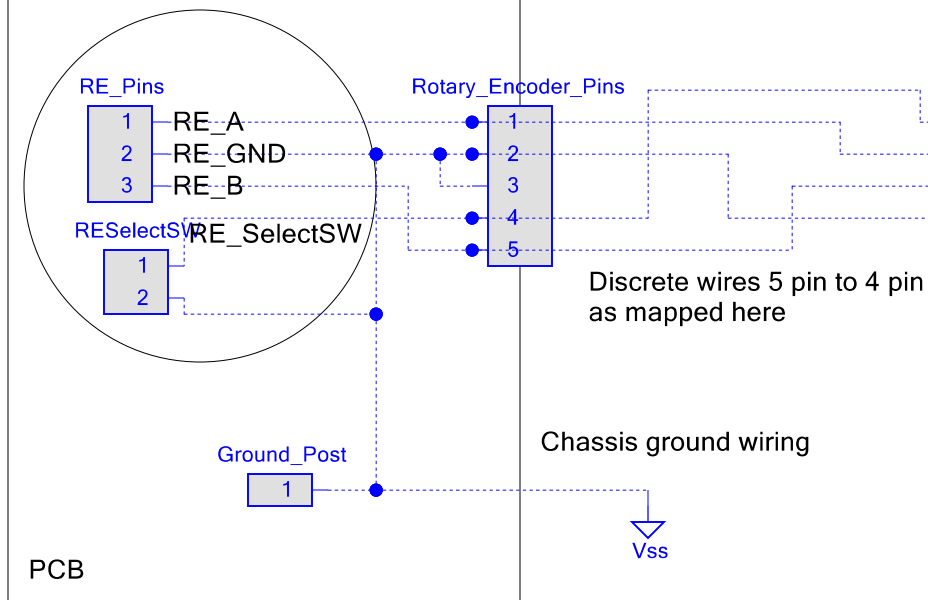 RE_Pins
Rotary_Encoder_Pins
1 RE_A
2 RE_GND
3 RE_B
1
2
3
4
5
RESelectSW
RE_SelectSW
1
2
Discrete wires 5 pin to 4 pin
as mapped here
Chassis ground wiring
Ground_Post
1
Vss
PCB